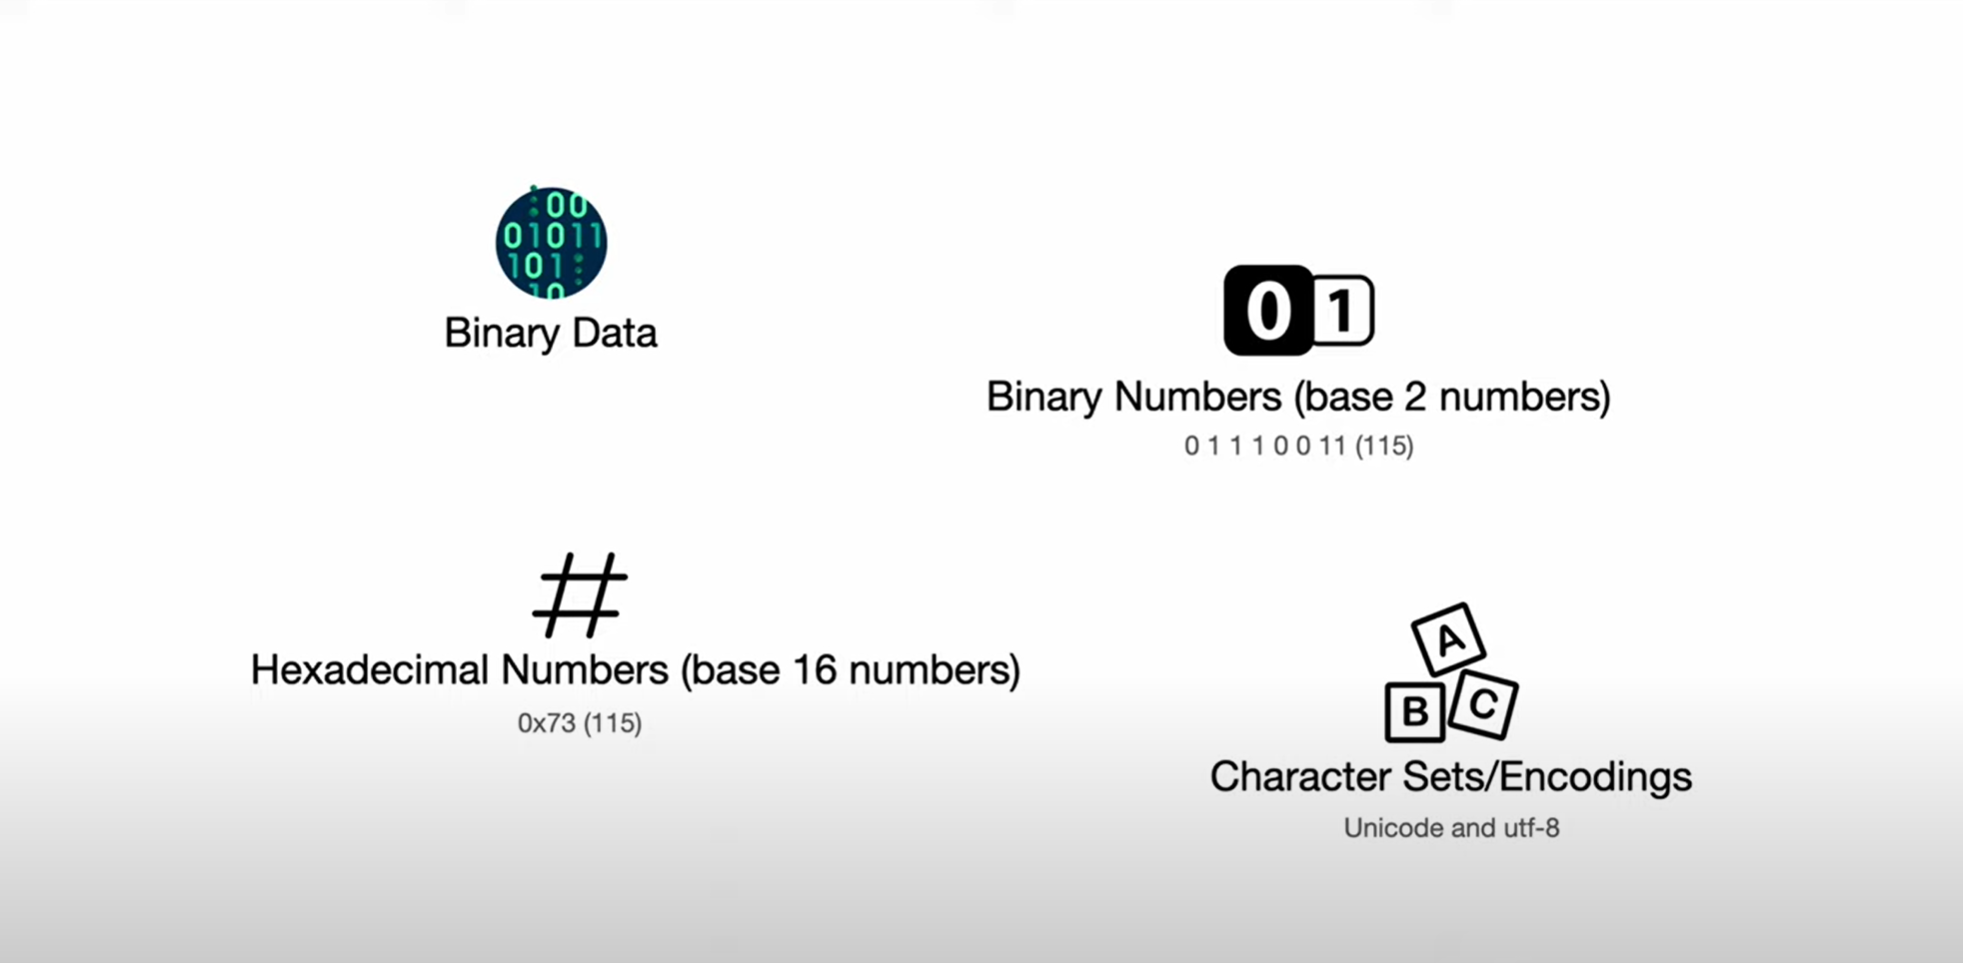 00
01011
101
10
Binary Data
0 1
Binary Numbers (base 2 numbers)
0 1 1 1 0 0 11 (115)
#
Hexadecimal Numbers (base 16 numbers)
0x73 (115)
A
B C
Character Sets/Encodings
Unicode and utf-8